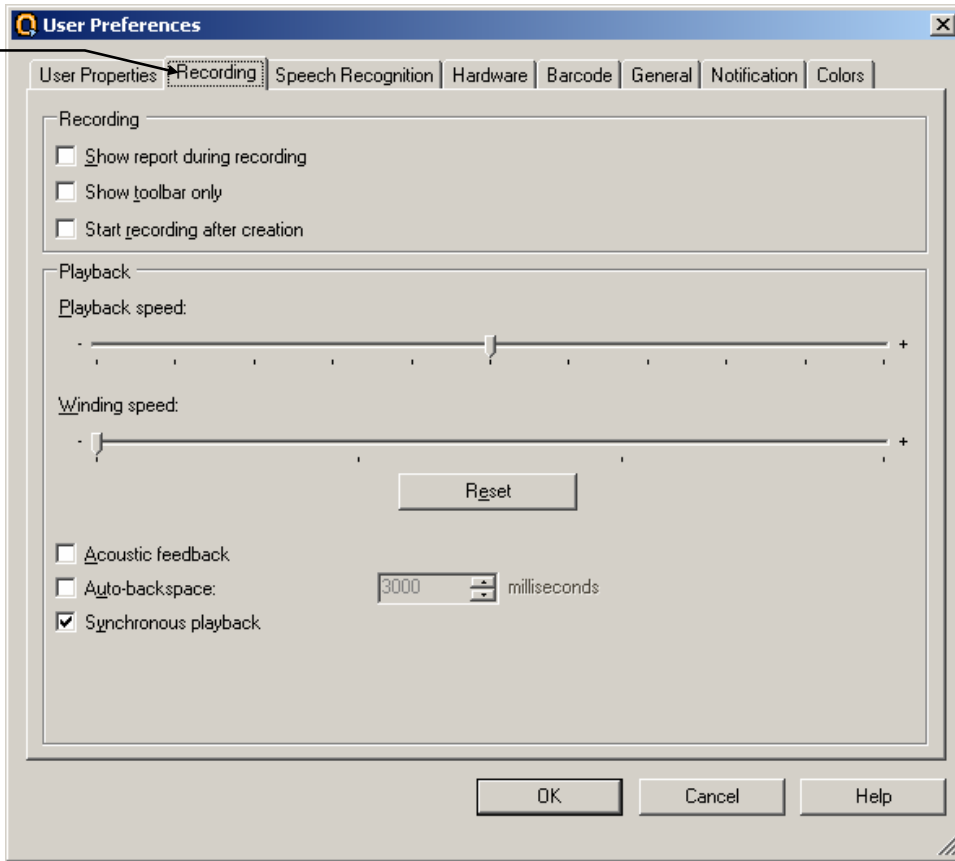 User Preferences
User Properties Recording Speech Recognition Hardware Barcode General Notification Colors
Recording
Show report during recording
Show toolbar only
Start recording after creation
Playback
Playback speed:
- +
Winding speed:
- +
Reset
Acoustic feedback
Auto-backspace: 3000 milliseconds
Synchronous playback
OK Cancel Help